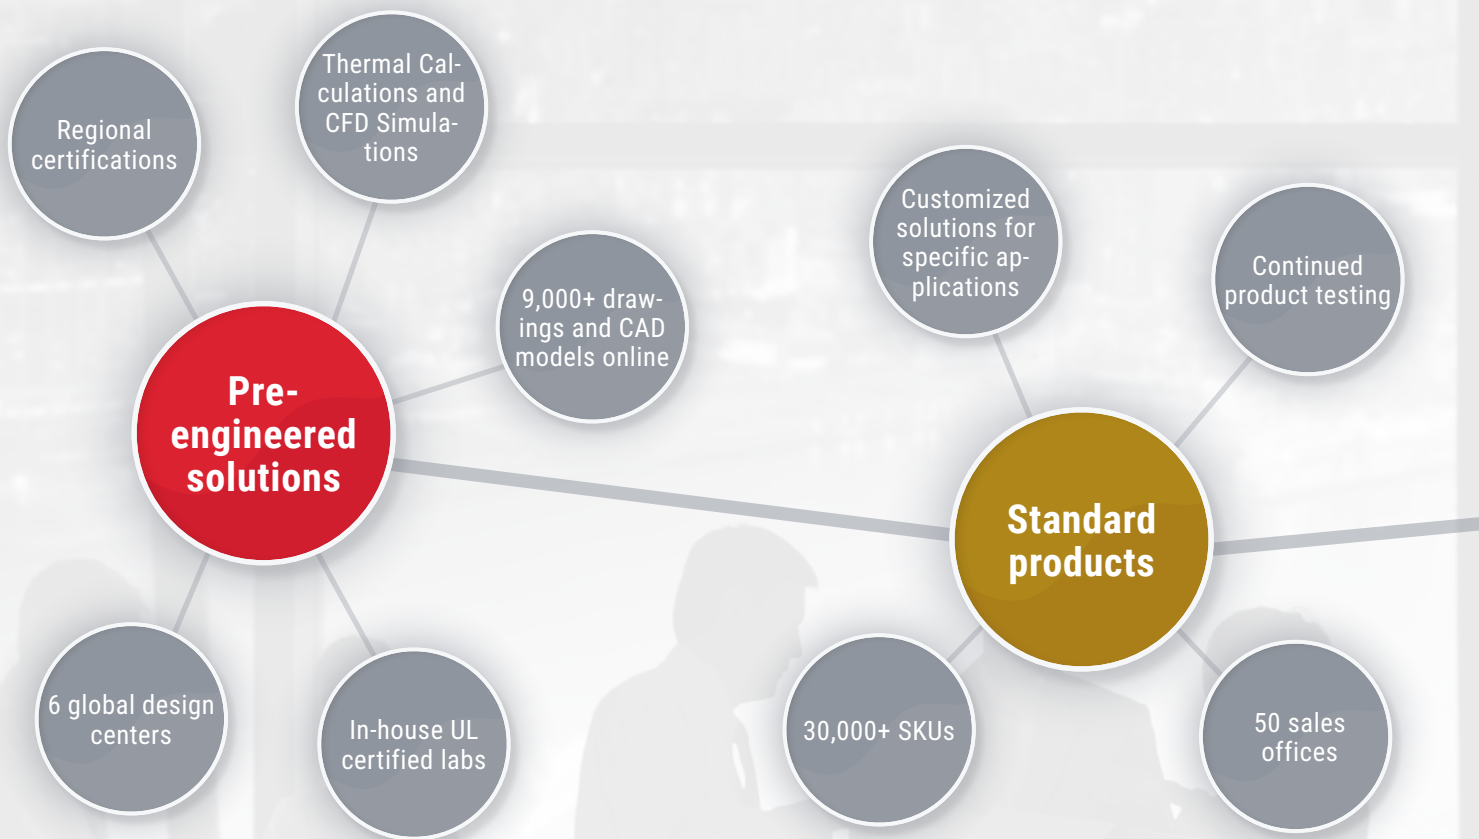 Regional
certifications
Thermal Cal-
culations and
CFD Simula-
tions
9,000+ draw-
ings and CAD
models online
Pre-
engineered
solutions
6 global design
centers
In-house UL
certified labs
Customized
solutions for
specific ap-
plications
Continued
product testing
Standard
products
30,000+ SKUs
50 sales
offices